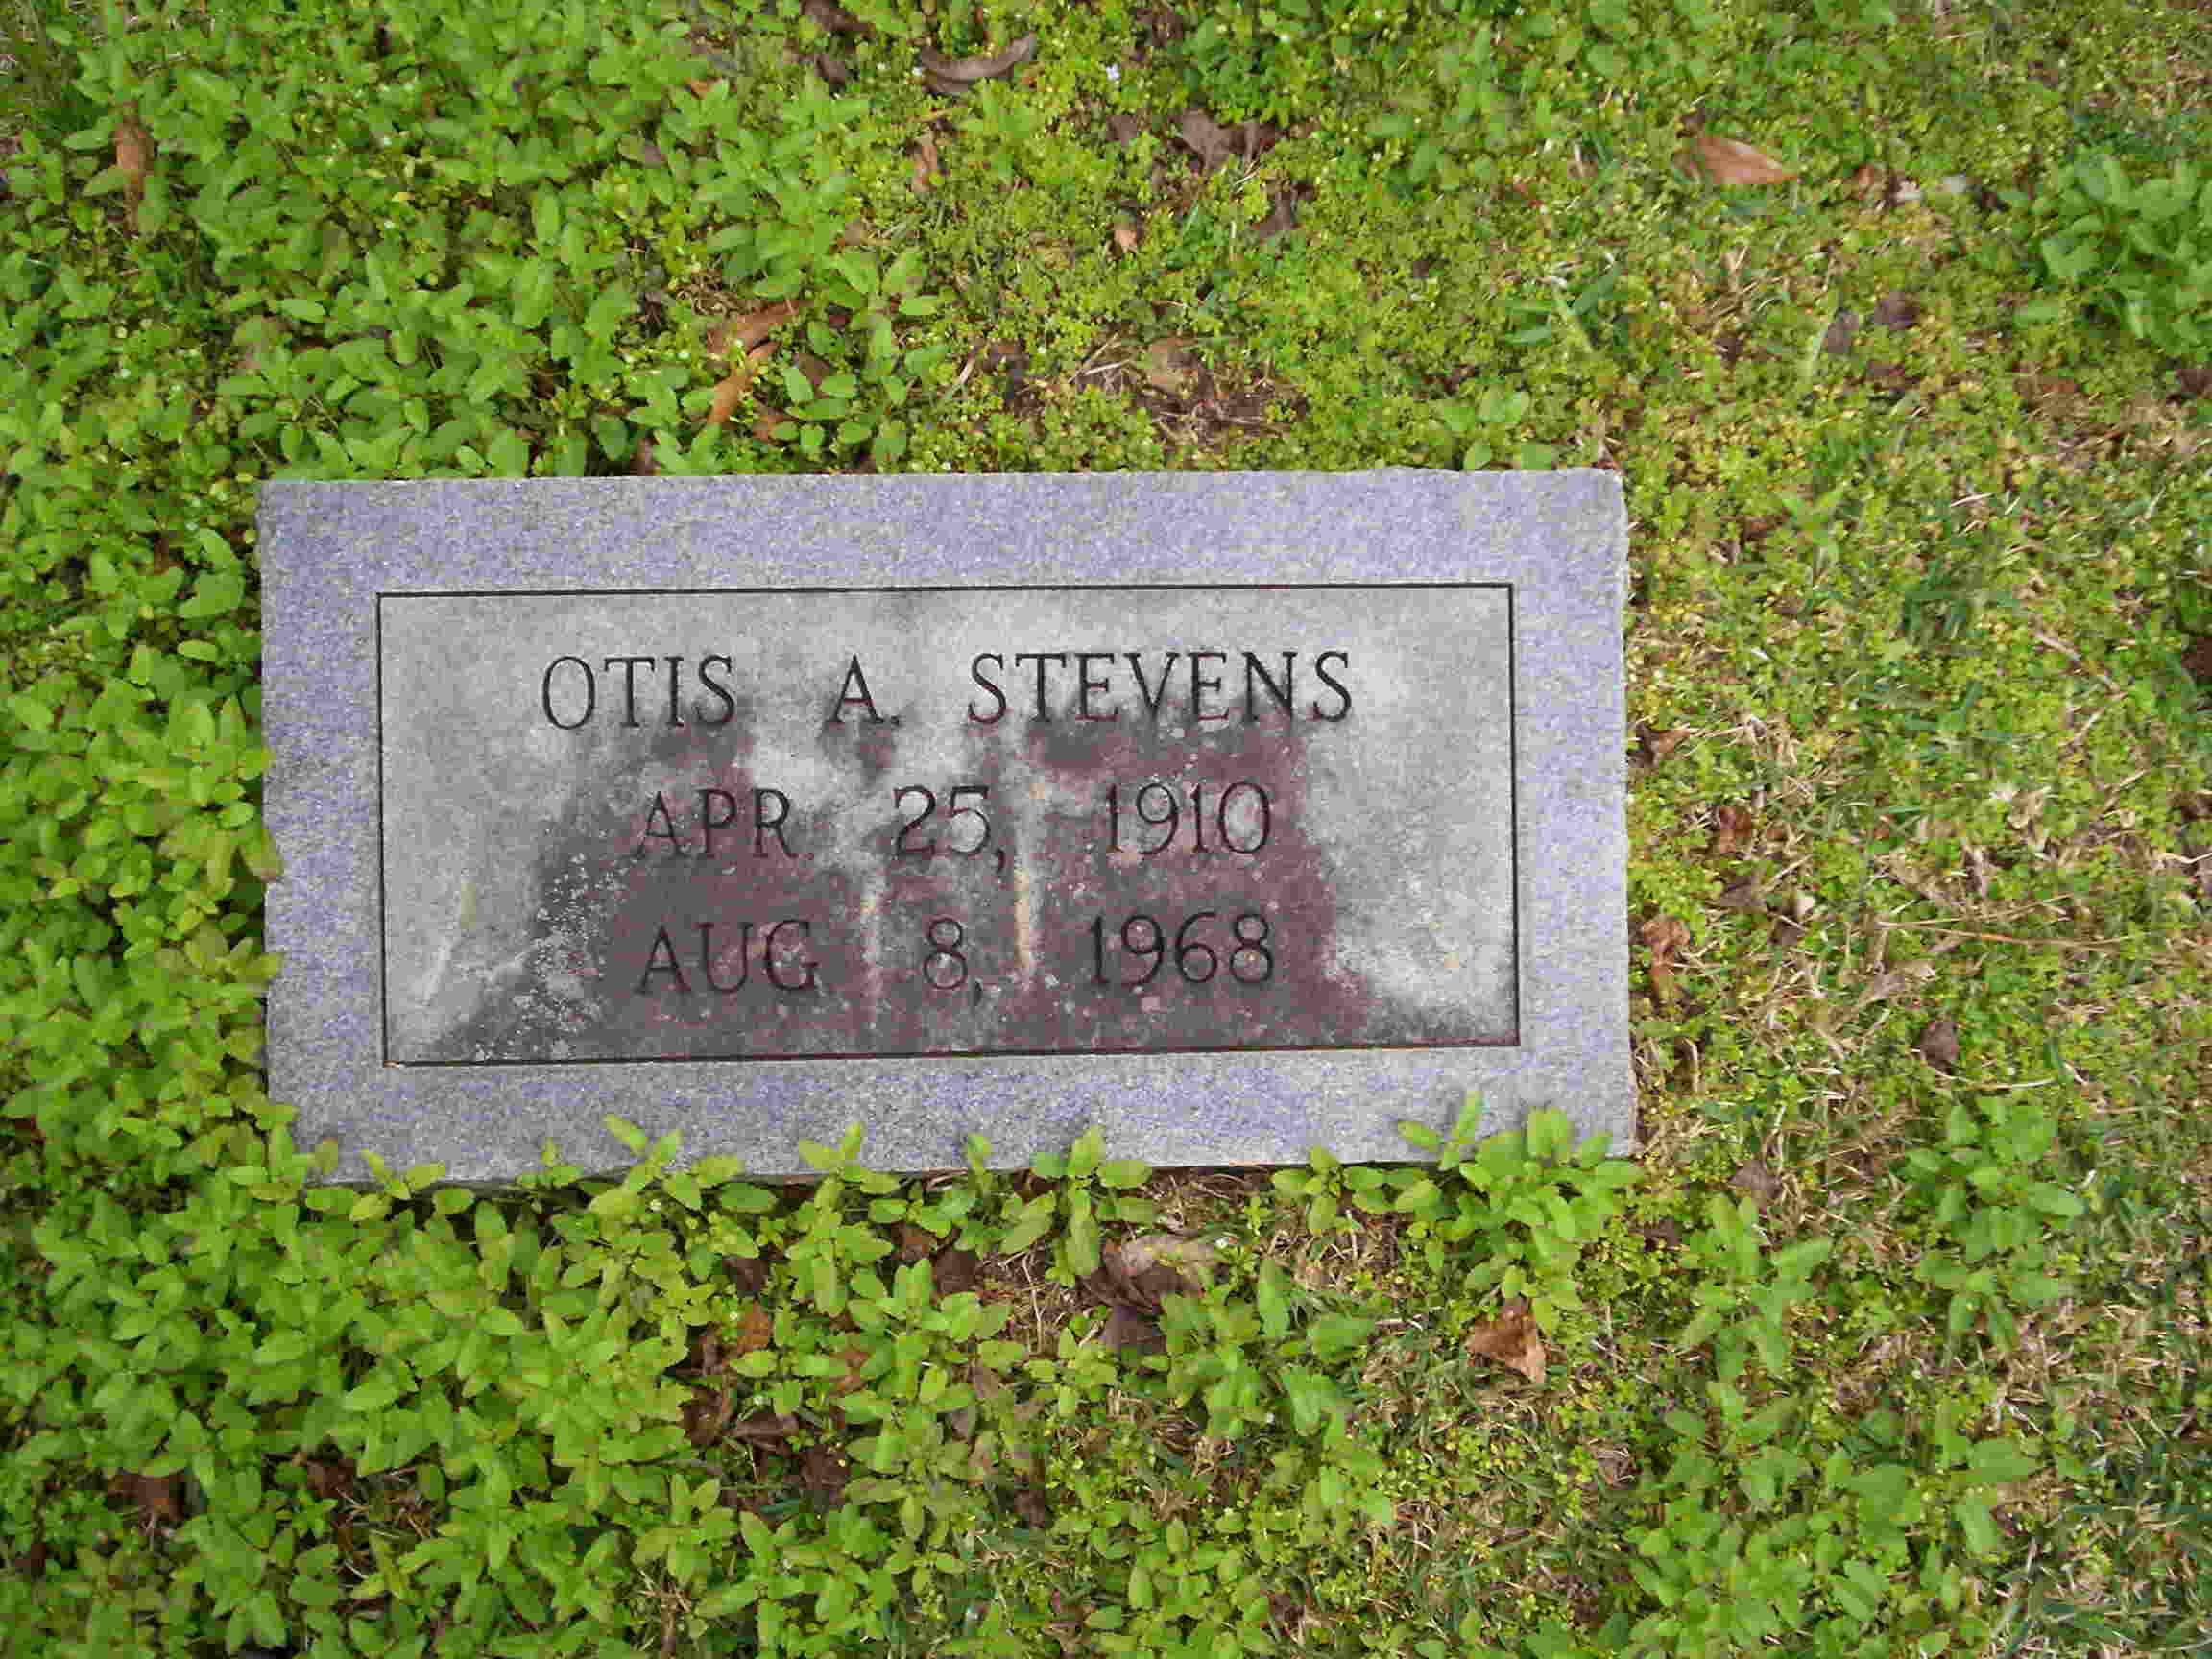 OTIS A. STEVENS
APR. 25, 1910
AUG 8, 1968